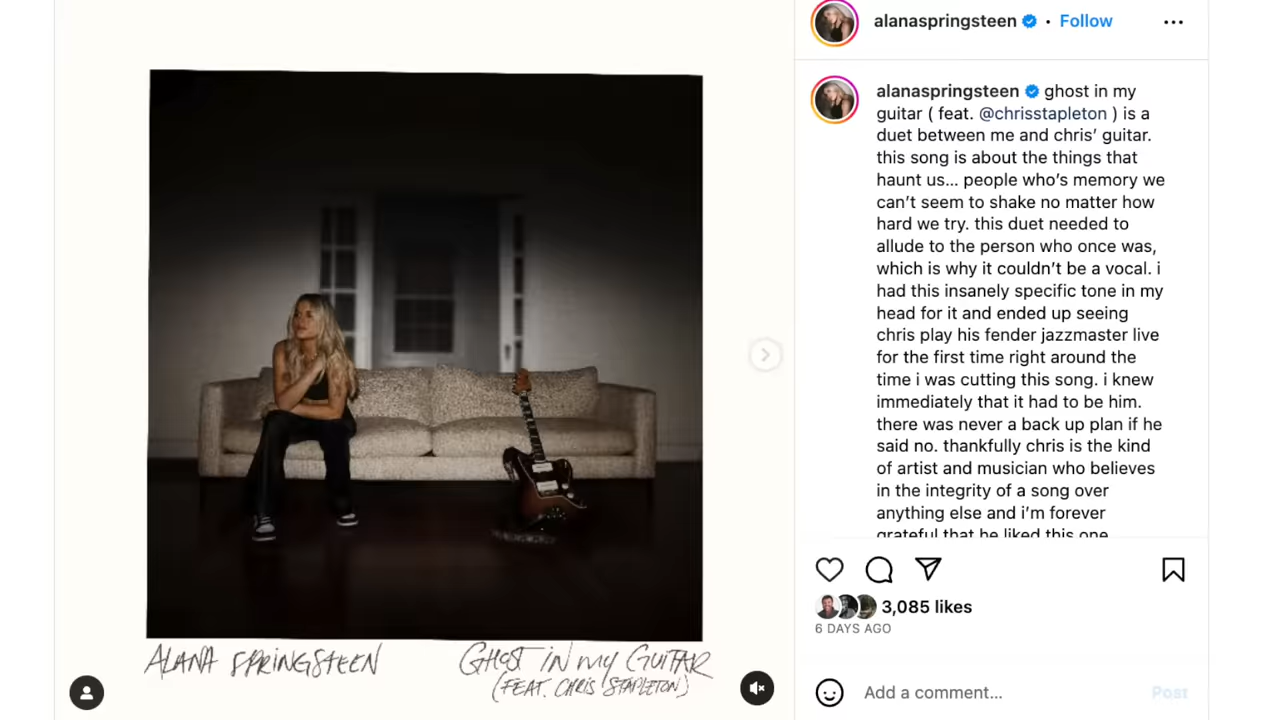 alanaspringsteen • Follow
alanaspringsteen ghost in my
guitar ( feat. @chrisstapleton ) is a
duet between me and chris’ guitar.
this song is about the things that
haunt us... people who’s memory we
can’t seem to shake no matter how
hard we try. this duet needed to
allude to the person who once was,
which is why it couldn’t be a vocal. i
had this insanely specific tone in my
head for it and ended up seeing
chris play his fender jazzmaster live
for the first time right around the
time i was cutting this song. i knew
immediately that it had to be him.
there was never a back up plan if he
said no. thankfully chris is the kind
of artist and musician who believes
in the integrity of a song over
anything else and i’m forever
grateful that he liked this one
3,085 likes
6 DAYS AGO
Add a comment...
Post
ALANA SPRINGSTEEN
GHOST IN MY GUITAR
(FEAT. CHRIS STAPLETON)